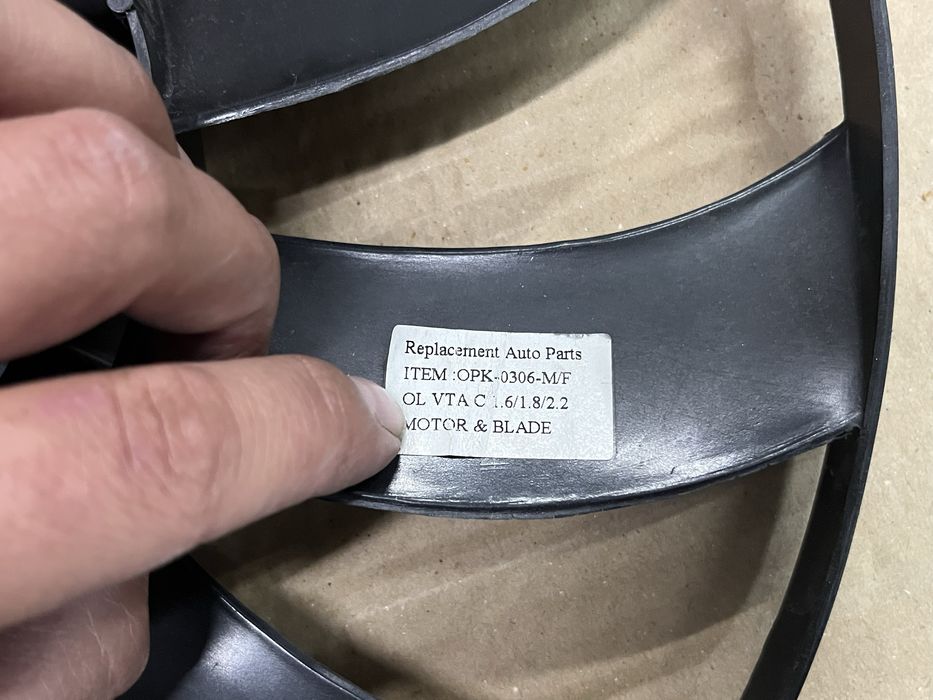 Replacement Auto Parts
ITEM :OPK-0306-M/F
OL VTA C 1.6/1.8/2.2
MOTOR & BLADE